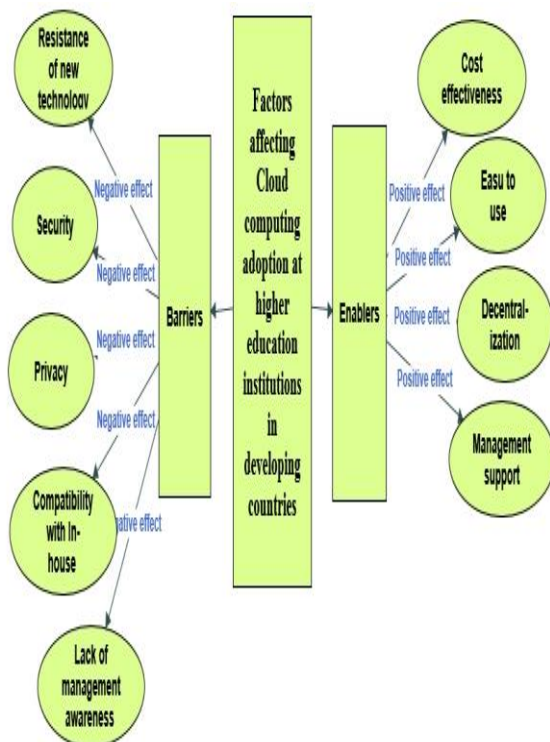 Resistance
of new
technology
Security
Privacy
Compatibility
with In-
house
Lack of
management
awareness
Negative effect
Negative effect
Negative effect
Negative effect
ative effect
Barriers
Factors
affecting
Cloud
computing
adoption at
higher
education
institutions
in
developing
countries
Enablers
Positive effect
Positive effect
Positive effect
Positive effect
Cost
effectiveness
Easu to
use
Decentral-
ization
Management
support